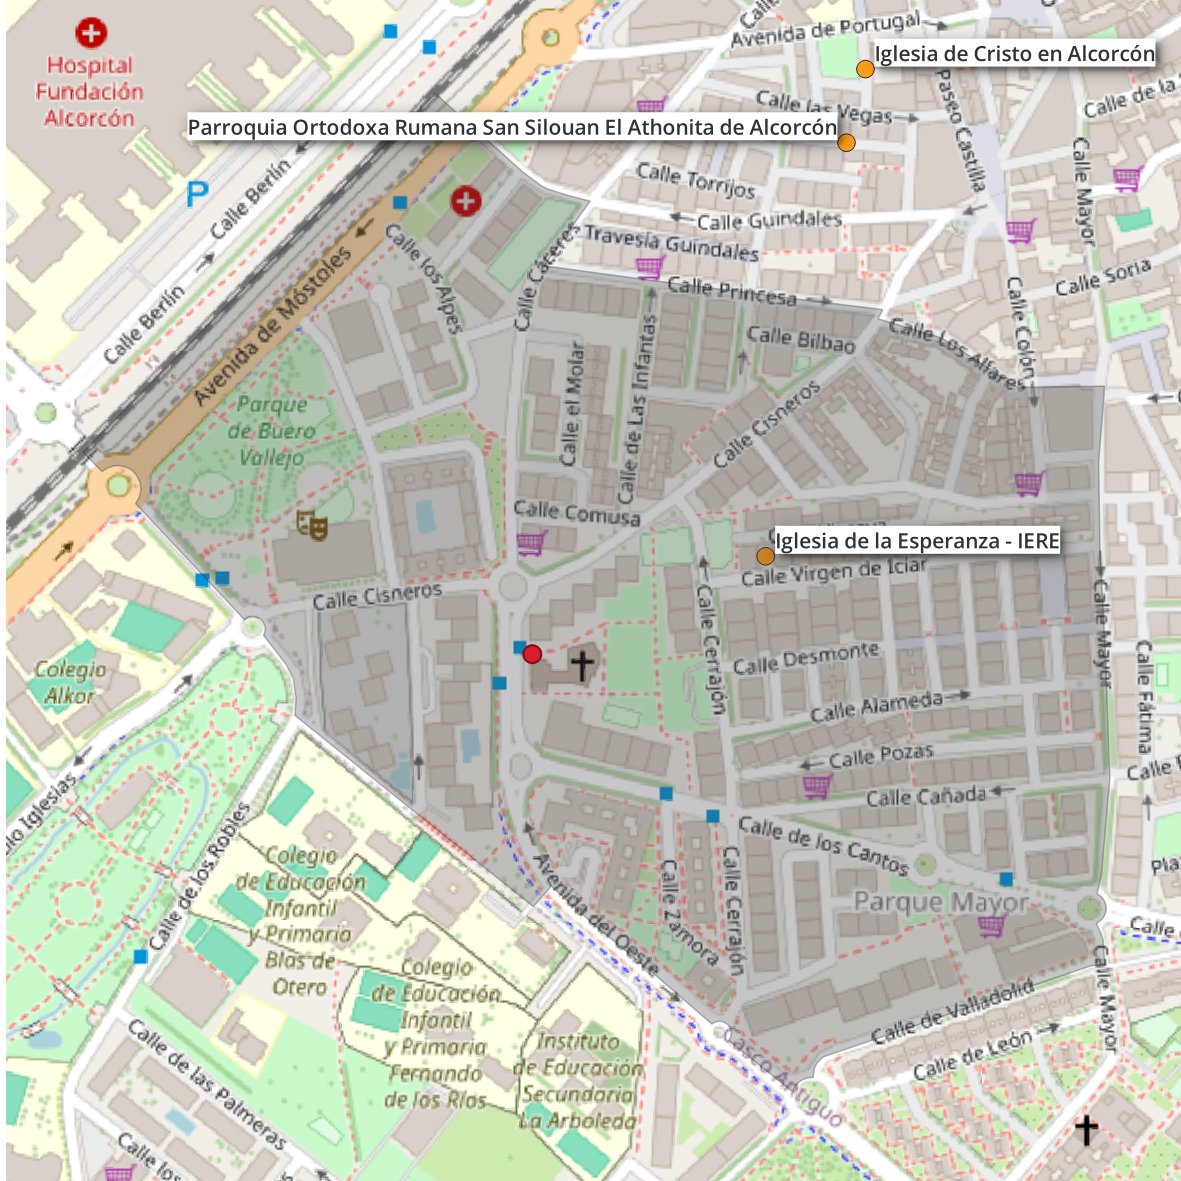 Hospital
Fundación
Alcorcón
Avenida de Portugal
Iglesia de Cristo en Alcorcón
Paseo Castilla
Calle de la
Calle las Vegas
Parroquia Ortodoxa Rumana San Silouan El Athonita de Alcorcón
Calle Mayor
P
Calle Berlín
Calle Torrijos
Calle Guindales
Travesía Guindales
Calle los Alpes
Calle Cáceres
Calle Princesa
Calle Soria
Calle Colón
Calle Berlín
Avenida de Móstoles
Calle Bilbao
Calle Los Alfares
Calle el Molar
Calle de Las Infantas
Calle Cisneros
Parque
de Buero
Vallejo
Calle Comusa
Iglesia de la Esperanza - IERE
Calle Virgen de Iciar
Calle Cisneros
Calle Cerrajón
Calle Mayor
Calle Desmonte
Colegio
Alkor
Calle Alameda
Calle Fátima
Calle Pozas
Calle
Calle Cañada
Iglesias
Calle de los Robles
Calle de los Cantos
Colegio
de Educación
Infantil
y Primaria
Blas de
Otero
Avenida del Oeste
Calle Zamora
Calle Cerrajón
Parque Mayor
Calle
Calle Mayor
Colegio
de Educación
Infantil
y Primaria
Fernando
de los Ríos
Calle de Valladolid
Calle de León
Instituto
de Educación
Secundaria
La Arboleda
Casco Antiguo
Calle de las Palmeras
Calle los